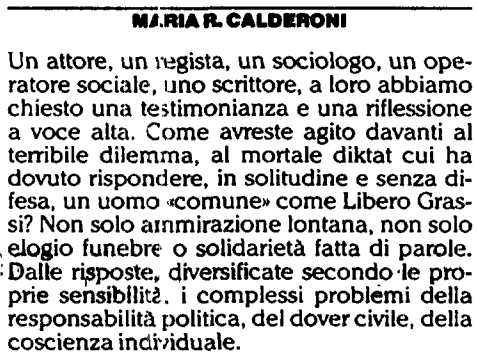 MARIA R. CALDERONI
Un attore, un regista, un sociologo, un ope-
ratore sociale, uno scrittore, a loro abbiamo
chiesto una testimonianza e una riflessione
a voce alta. Come avreste agito davanti al
terribile dilemma, al mortale diktat cui ha
dovuto rispondere, in solitudine e senza di-
fesa, un uomo «comune» come Libero Gras-
si? Non solo ammirazione lontana, non solo
elogio funebre o solidarietà fatta di parole.
Dalle risposte, diversificate secondo le pro-
prie sensibilità, i complessi problemi della
responsabilità politica, del dover civile, della
coscienza individuale.